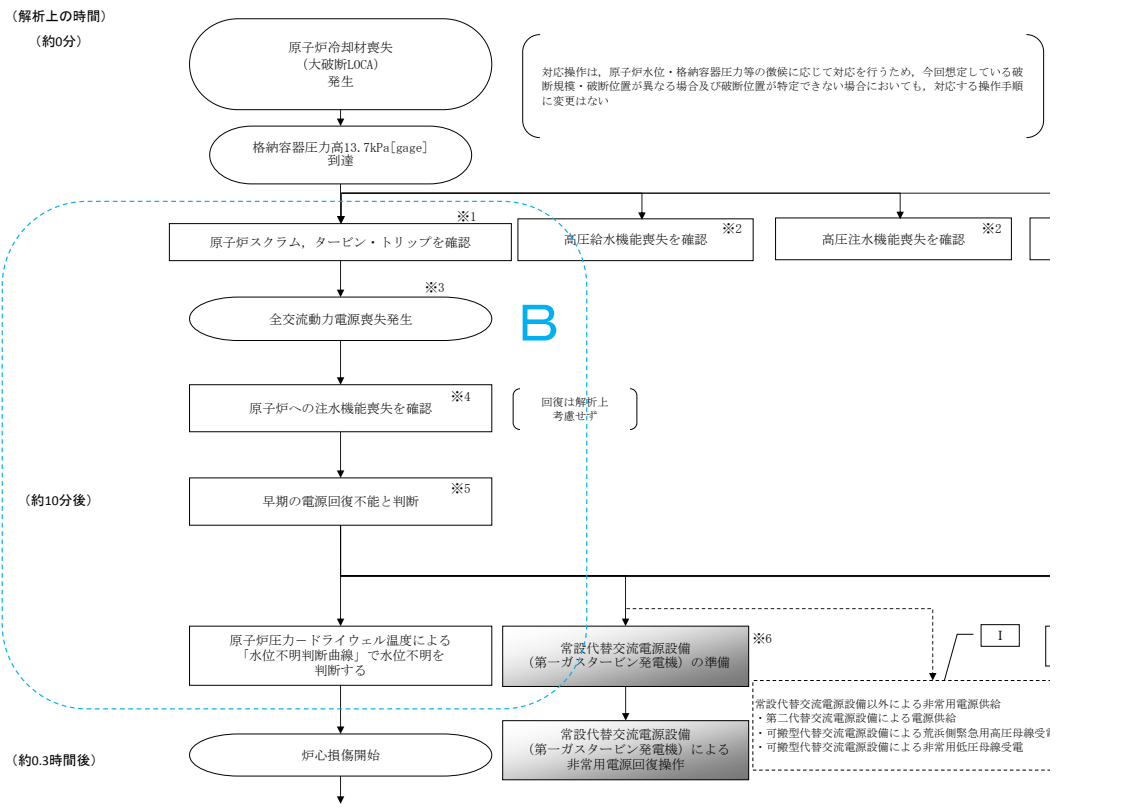 （解析上の時間）
（約0分）
原子炉冷却材喪失
（大破断LOCA）
発生
対応操作は，原子炉水位・格納容器圧力等の徴候に応じて対応を行うため，今回想定している破
断規模・破断位置が異なる場合及び破断位置が特定できない場合においても，対応する操作手順
に変更はない
格納容器圧力高13.7kPa[gage]
到達
※1
原子炉スクラム，タービン・トリップを確認
高圧給水機能喪失を確認
※2
高圧注水機能喪失を確認
※2
※3
全交流動力電源喪失発生
B
原子炉への注水機能喪失を確認
※4
回復は解析上
考慮せず
（約10分後）
早期の電源回復不能と判断
※5
原子炉圧力－ドライウェル温度による
「水位不明判断曲線」で水位不明を
判断する
常設代替交流電源設備
（第一ガスタービン発電機）の準備
※6
I
常設代替交流電源設備以外による非常用電源供給
・第二代替交流電源設備による電源供給
・可搬型代替交流電源設備による荒浜側緊急用高圧母線受
・可搬型代替交流電源設備による非常用低圧母線受電
（約0.3時間後）
炉心損傷開始
常設代替交流電源設備
（第一ガスタービン発電機）による
非常用電源回復操作